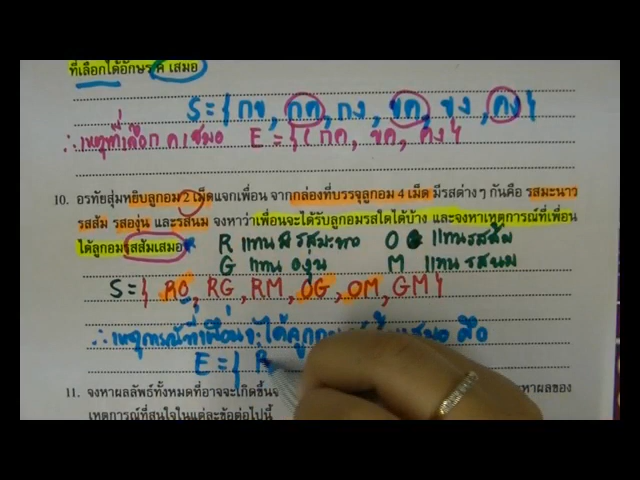 ที่เลือกได้อักษร ค เสมอ
S = { กข, กค, กง, ขค, ขง, คง }
∴ เหตุที่เลือก ค เสมอ E = { กค, ขค, คง }
10. อรทัยสุ่มหยิบลูกอม 2 เม็ดแจกเพื่อน จากกล่องที่บรรจุลูกอม 4 เม็ด มีรสต่างๆ กันคือ รสมะนาว
รสส้ม รสองุ่น และรสนม จงหาว่าเพื่อนจะได้รับลูกอมรสใดได้บ้าง และจงหาเหตุการณ์ที่เพื่อน
ได้ลูกอมรสส้มเสมอ R แทน O แทนรสส้ม
G แทน องุ่น M แทน รสนม
S = { RO, RG, RM, OG, OM, GM }
∴ เหตุการณ์ที่เพื่อนจะได้ลูก เสมอ คือ
E = { R
11. จงหาผลลัพธ์ทั้งหมดที่อาจจะเกิดขึ้น ผลของ
เหตุการณ์ที่สนใจในแต่ละข้อต่อไปนี้